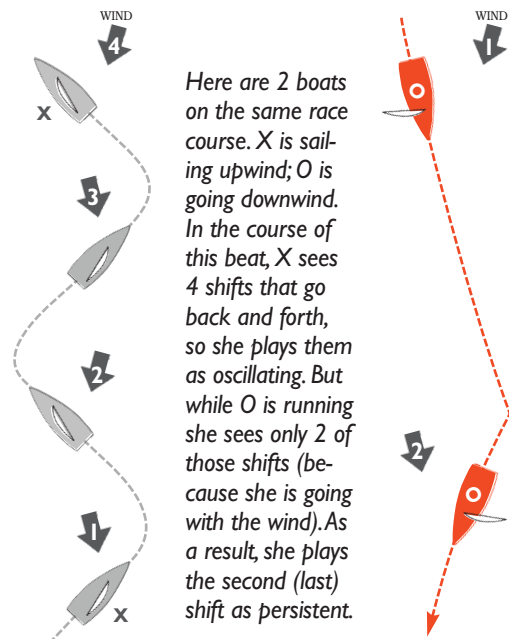 WIND
4
X
3
2
1
X
Here are 2 boats
on the same race
course. X is sail-
ing upwind; O is
going downwind.
In the course of
this beat, X sees
4 shifts that go
back and forth,
so she plays them
as oscillating. But
while O is running
she sees only 2 of
those shifts (be-
cause she is going
with the wind). As
a result, she plays
the second (last)
shift as persistent.
WIND
1
O
2
O